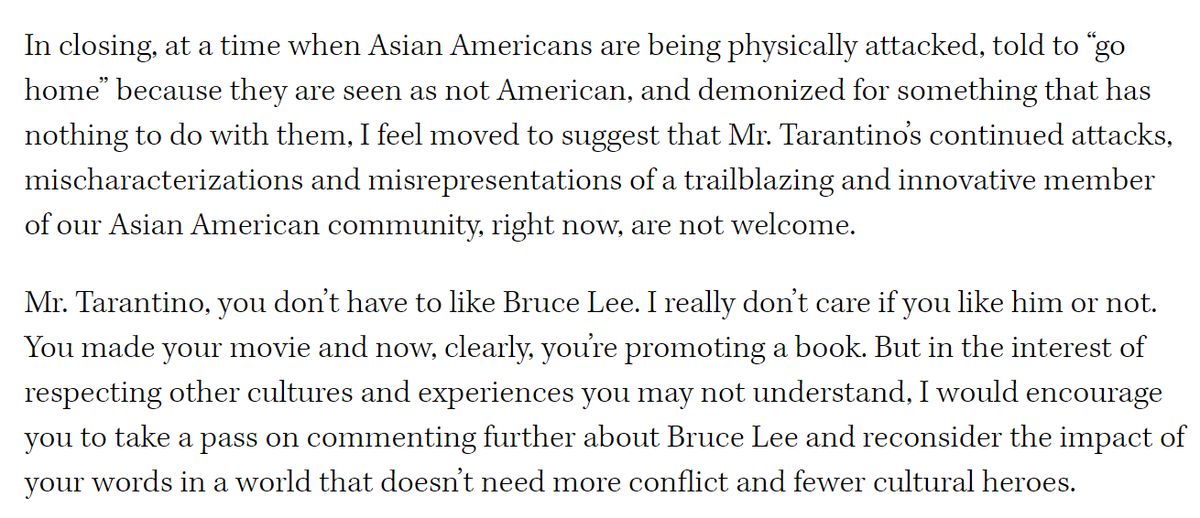 In closing, at a time when Asian Americans are being physically attacked, told to “go
home” because they are seen as not American, and demonized for something that has
nothing to do with them, I feel moved to suggest that Mr. Tarantino’s continued attacks,
mischaracterizations and misrepresentations of a trailblazing and innovative member
of our Asian American community, right now, are not welcome.
Mr. Tarantino, you don’t have to like Bruce Lee. I really don’t care if you like him or not.
You made your movie and now, clearly, you’re promoting a book. But in the interest of
respecting other cultures and experiences you may not understand, I would encourage
you to take a pass on commenting further about Bruce Lee and reconsider the impact of
your words in a world that doesn’t need more conflict and fewer cultural heroes.